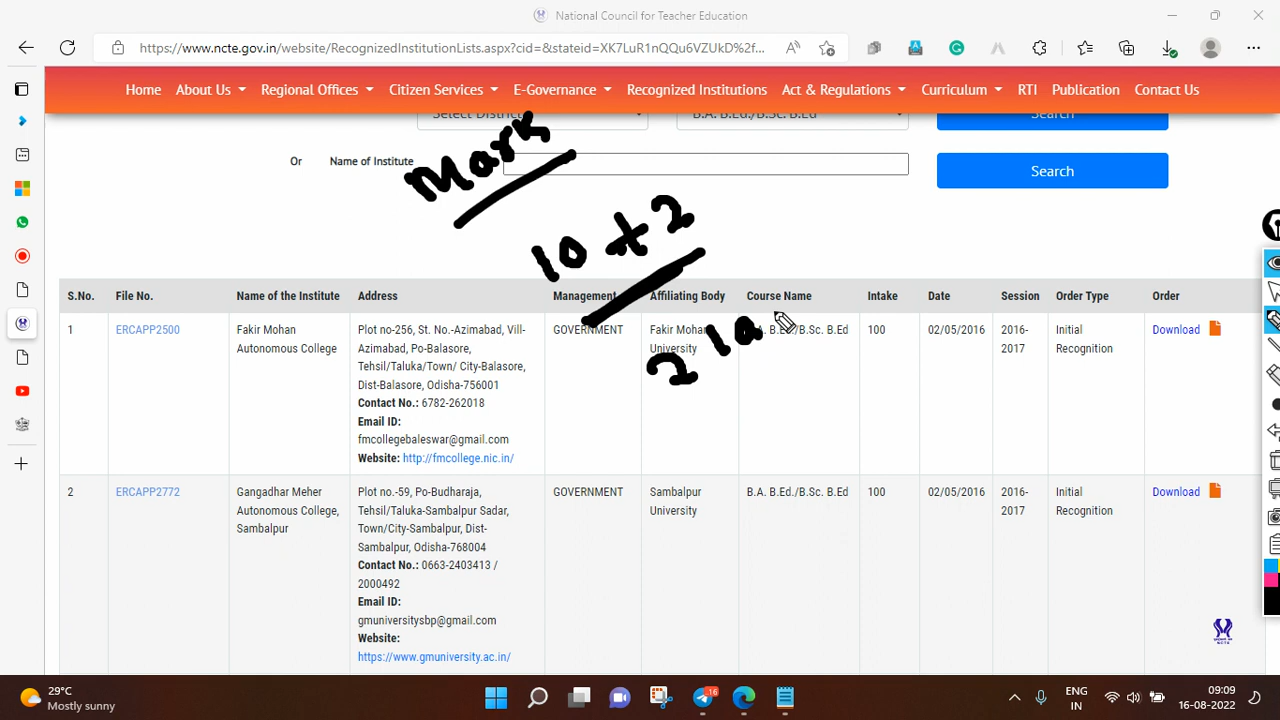 National Council for Teacher Education
https://www.ncte.gov.in/website/RecognizedInstitutionLists.aspx?cid=&stateid=XK7LuR1nQQu6VZUkD%2f...
Home About Us Regional Offices Citizen Services E-Governance Recognized Institutions Act & Regulations Curriculum RTI Publication Contact Us
Select District B.A. B.Ed./B.Sc. B.Ed Search
Or Name of Institute Search
Mark
10 + 2
S.No. File No. Name of the Institute Address Management Affiliating Body Course Name Intake Date Session Order Type Order
1 ERCAPP2500 Fakir Mohan Plot no-256, St. No.-Azimabad, Vill- GOVERNMENT Fakir Mohan B.A. B.Ed./B.Sc. B.Ed 100 02/05/2016 2016- Initial Download
Autonomous College Azimabad, Po-Balasore, University 2017 Recognition
Tehsil/Taluka/Town/ City-Balasore,
Dist-Balasore, Odisha-756001
Contact No.: 6782-262018
Email ID:
fmcollegebaleswar@gmail.com
Website: http://fmcollege.nic.in/
2 la
2 ERCAPP2772 Gangadhar Meher Plot no.-59, Po-Budharaja, GOVERNMENT Sambalpur B.A. B.Ed./B.Sc. B.Ed 100 02/05/2016 2016- Initial Download
Autonomous College, Tehsil/Taluka-Sambalpur Sadar, University 2017 Recognition
Sambalpur Town/City-Sambalpur, Dist-
Sambalpur, Odisha-768004
Contact No.: 0663-2403413 /
2000492
Email ID:
gmuniversitysbp@gmail.com
Website:
https://www.gmuniversity.ac.in/
29°C
Mostly sunny
16
ENG
IN
09:09
16-08-2022